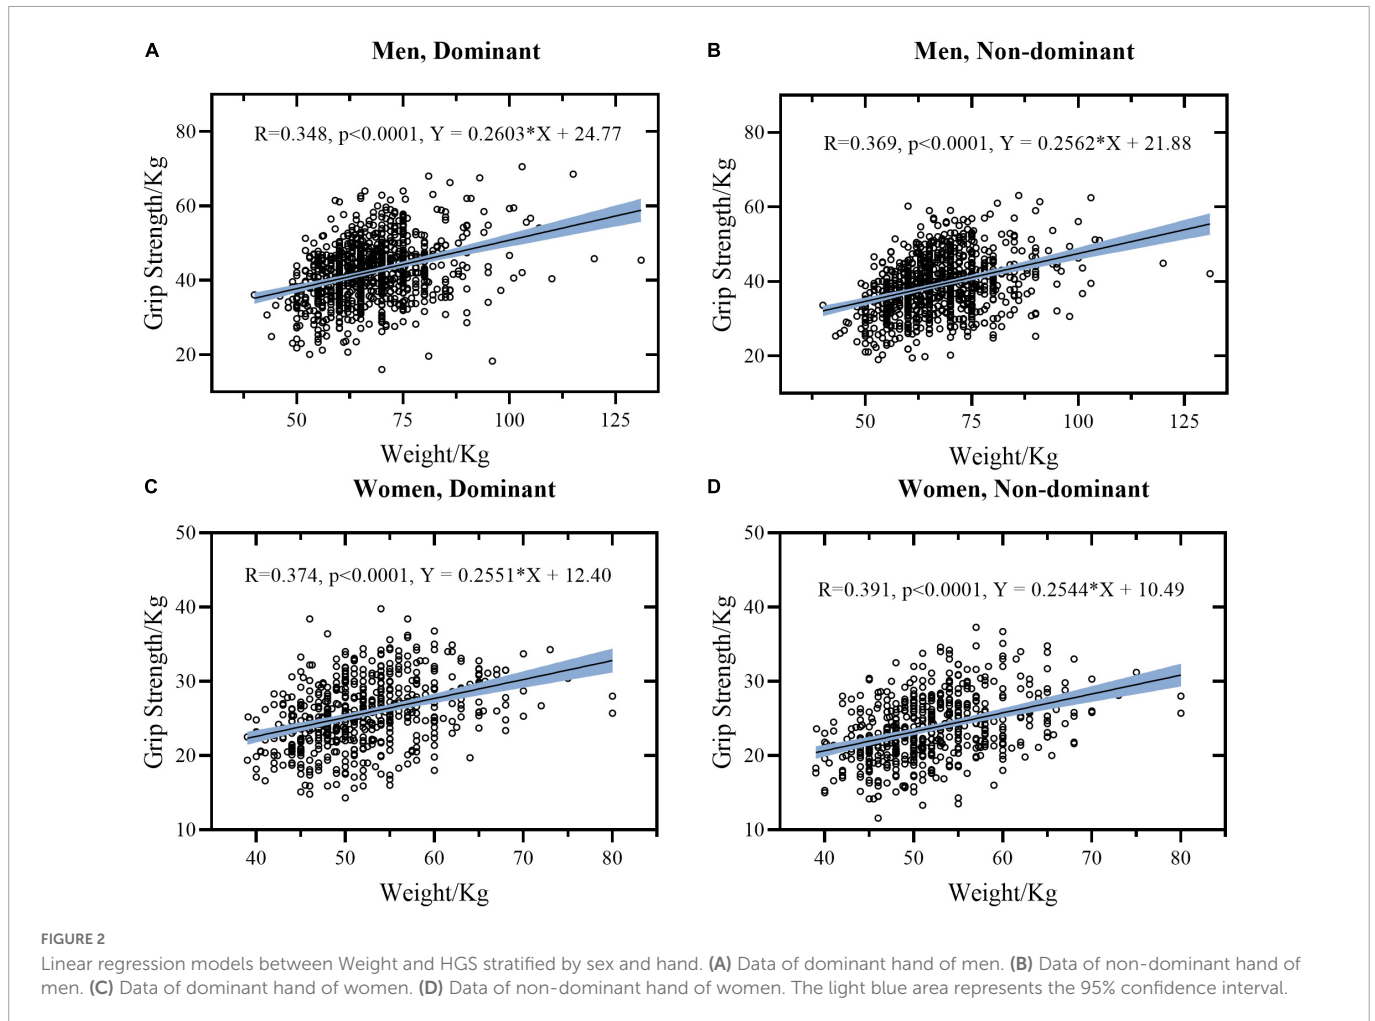 A
Men, Dominant
R=0.348, p<0.0001, Y = 0.2603*X + 24.77
Grip Strength/Kg
80
60
40
20
50
75
100
125
Weight/Kg
B
Men, Non-dominant
R=0.369, p<0.0001, Y = 0.2562*X + 21.88
Grip Strength/Kg
80
60
40
20
50
75
100
125
Weight/Kg
C
Women, Dominant
R=0.374, p<0.0001, Y = 0.2551*X + 12.40
Grip Strength/Kg
50
40
30
20
10
40
50
60
70
80
Weight/Kg
D
Women, Non-dominant
R=0.391, p<0.0001, Y = 0.2544*X + 10.49
Grip Strength/Kg
50
40
30
20
10
40
50
60
70
80
Weight/Kg
FIGURE 2
Linear regression models between Weight and HGS stratified by sex and hand. (A) Data of dominant hand of men. (B) Data of non-dominant hand of
men. (C) Data of dominant hand of women. (D) Data of non-dominant hand of women. The light blue area represents the 95% confidence interval.